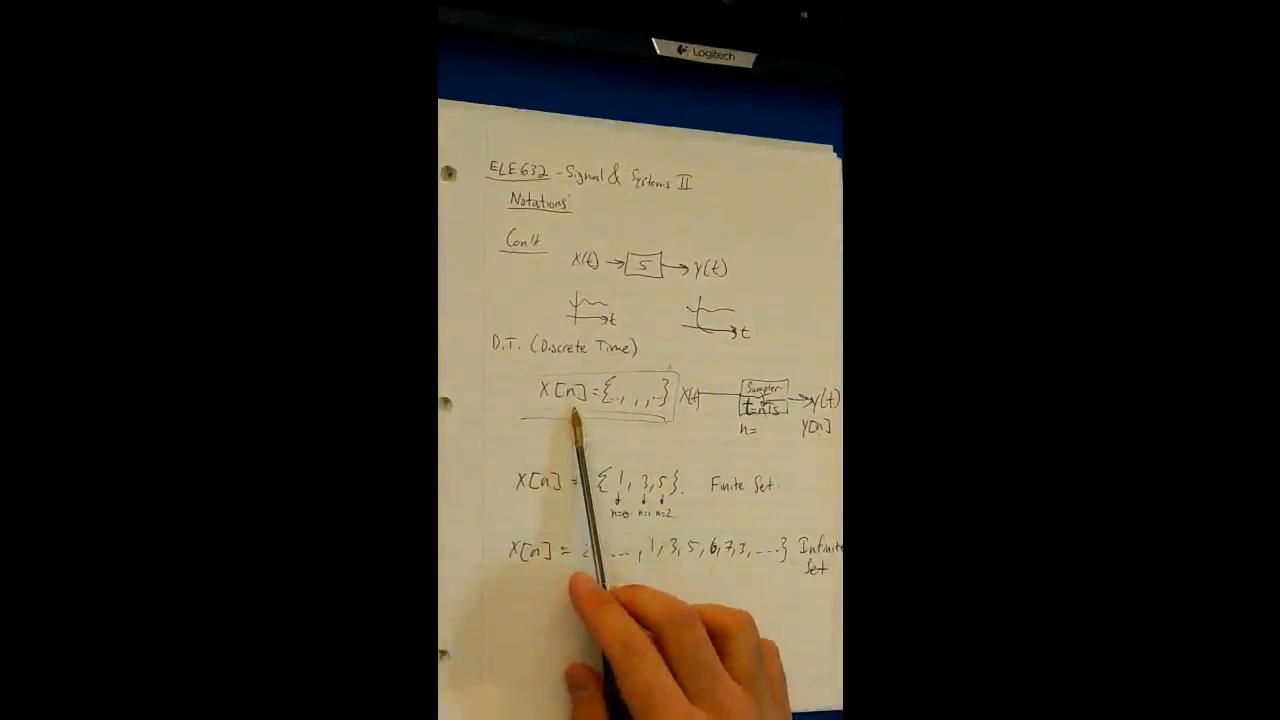 Logitech
ELE632 - Signal & Systems II
Notations
Con't
X(t) → S → y(t)
t t
D.T. (Discrete Time)
X[n] = {.., , , ..} X(t) Sampler y(t)
t=nTs
n= y[n]
X[n] = { 1, 3, 5}. Finite Set.
n=0 n=1 n=2
X[n] = ..., 1, 3, 5, 6, 7, 3, ....} Infinite
Set